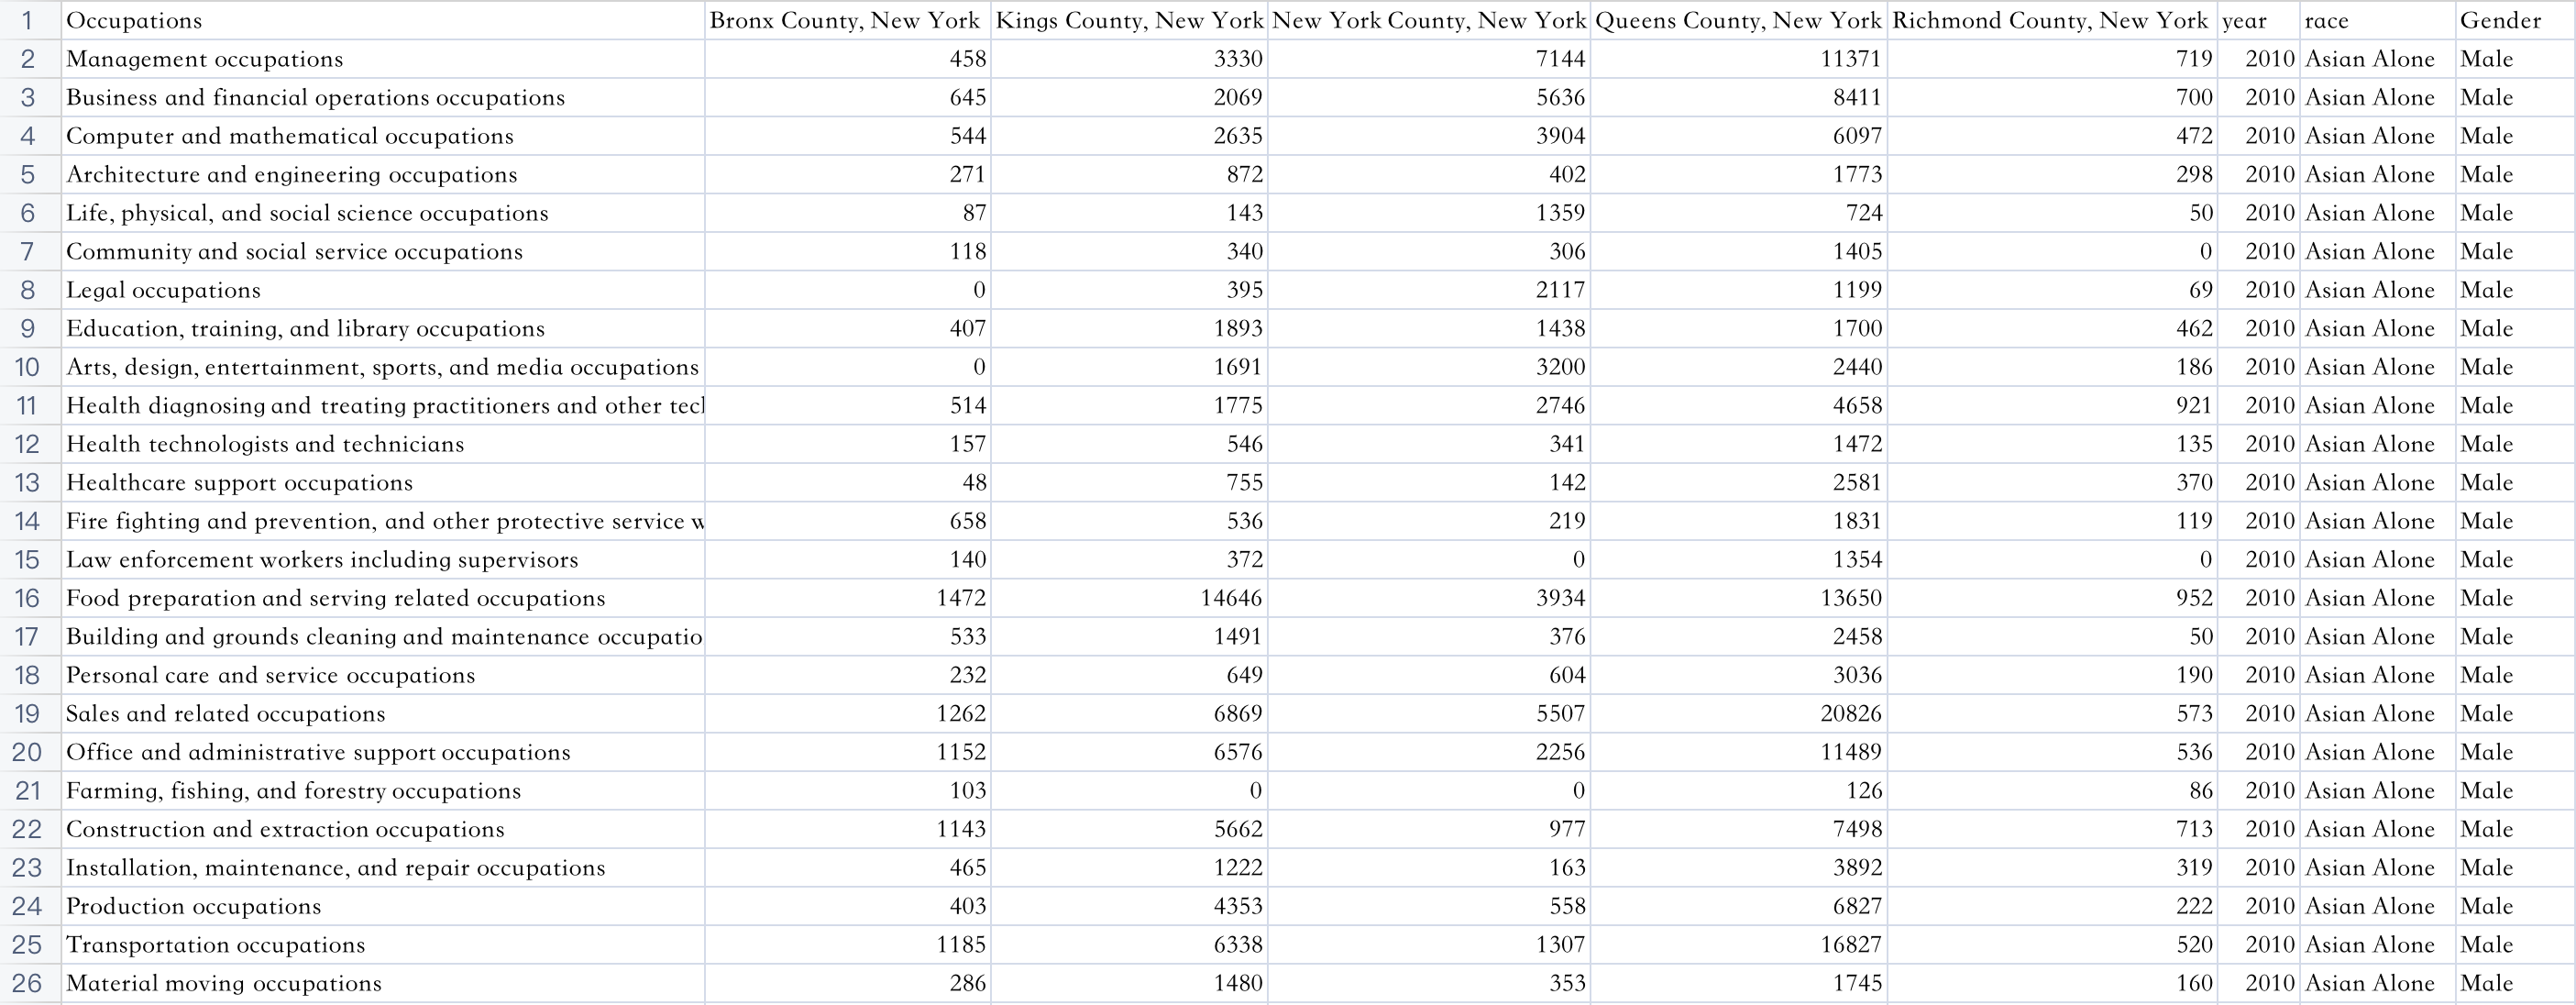 1 Occupations Bronx County, New York Kings County, New York New York County, New York Queens County, New York Richmond County, New York year race Gender
2 Management occupations 458 3330 7144 11371 719 2010 Asian Alone Male
3 Business and financial operations occupations 645 2069 5636 8411 700 2010 Asian Alone Male
4 Computer and mathematical occupations 544 2635 3904 6097 472 2010 Asian Alone Male
5 Architecture and engineering occupations 271 872 402 1773 298 2010 Asian Alone Male
6 Life, physical, and social science occupations 87 143 1359 724 50 2010 Asian Alone Male
7 Community and social service occupations 118 340 306 1405 0 2010 Asian Alone Male
8 Legal occupations 0 395 2117 1199 69 2010 Asian Alone Male
9 Education, training, and library occupations 407 1893 1438 1700 462 2010 Asian Alone Male
10 Arts, design, entertainment, sports, and media occupations 0 1691 3200 2440 186 2010 Asian Alone Male
11 Health diagnosing and treating practitioners and other tecl 514 1775 2746 4658 921 2010 Asian Alone Male
12 Health technologists and technicians 157 546 341 1472 135 2010 Asian Alone Male
13 Healthcare support occupations 48 755 142 2581 370 2010 Asian Alone Male
14 Fire fighting and prevention, and other protective service w 658 536 219 1831 119 2010 Asian Alone Male
15 Law enforcement workers including supervisors 140 372 0 1354 0 2010 Asian Alone Male
16 Food preparation and serving related occupations 1472 14646 3934 13650 952 2010 Asian Alone Male
17 Building and grounds cleaning and maintenance occupatio 533 1491 376 2458 50 2010 Asian Alone Male
18 Personal care and service occupations 232 649 604 3036 190 2010 Asian Alone Male
19 Sales and related occupations 1262 6869 5507 20826 573 2010 Asian Alone Male
20 Office and administrative support occupations 1152 6576 2256 11489 536 2010 Asian Alone Male
21 Farming, fishing, and forestry occupations 103 0 0 126 86 2010 Asian Alone Male
22 Construction and extraction occupations 1143 5662 977 7498 713 2010 Asian Alone Male
23 Installation, maintenance, and repair occupations 465 1222 163 3892 319 2010 Asian Alone Male
24 Production occupations 403 4353 558 6827 222 2010 Asian Alone Male
25 Transportation occupations 1185 6338 1307 16827 520 2010 Asian Alone Male
26 Material moving occupations 286 1480 353 1745 160 2010 Asian Alone Male